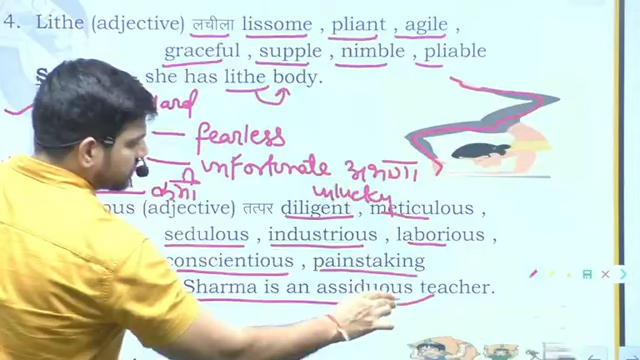 4. Lithe (adjective) लचीला lissome , pliant , agile ,
graceful , supple , nimble , pliable
she has lithe body.
fearless
unfortunate अभागा
unlucky
ous (adjective) तत्पर diligent , meticulous ,
sedulous , industrious , laborious ,
conscientious , painstaking
Sharma is an assiduous teacher.